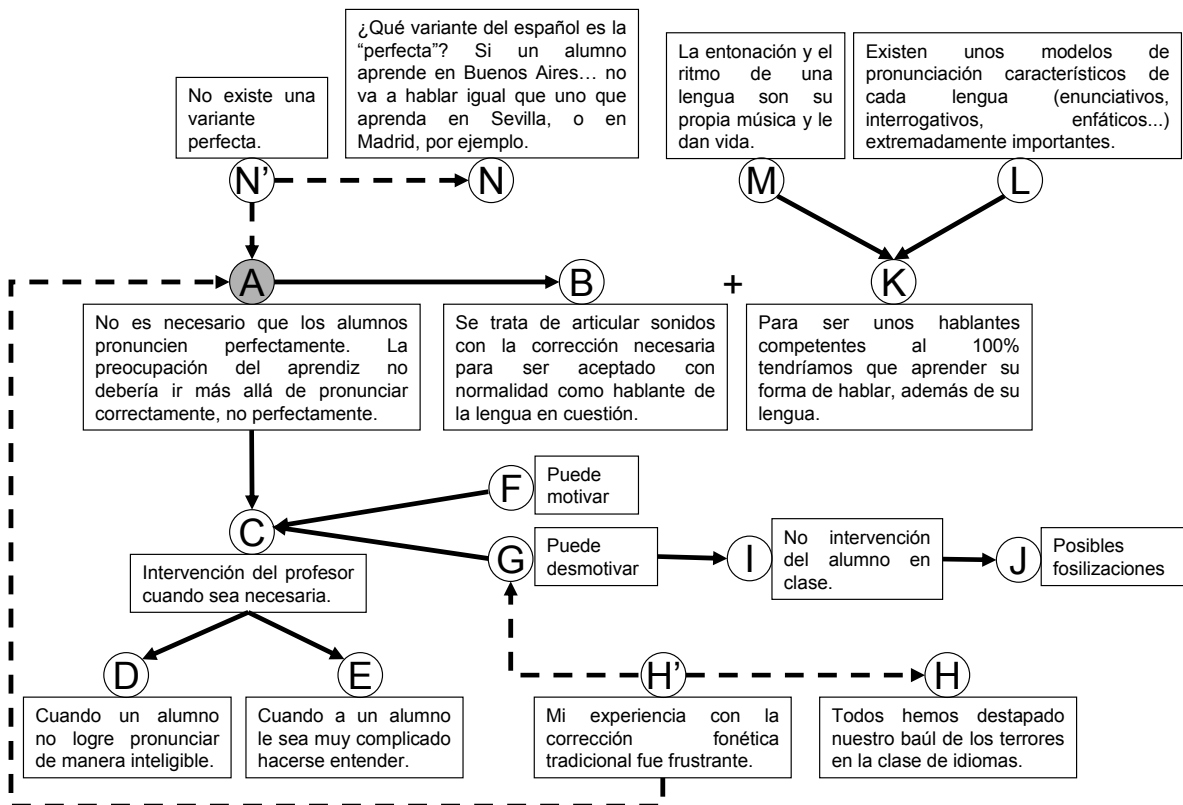 No existe una
variante
perfecta.
¿Qué variante del español es la
“perfecta”? Si un alumno
aprende en Buenos Aires… no
va a hablar igual que uno que
aprenda en Sevilla, o en
Madrid, por ejemplo.
La entonación y el
ritmo de una
lengua son su
propia música y le
dan vida.
Existen unos modelos de
pronunciación característicos de
cada lengua (enunciativos,
interrogativos, enfáticos...)
extremadamente importantes.
N’
N
M
L
A
B
+
K
No es necesario que los alumnos
pronuncien perfectamente. La
preocupación del aprendiz no
debería ir más allá de pronunciar
correctamente, no perfectamente.
Se trata de articular sonidos
con la corrección necesaria
para ser aceptado con
normalidad como hablante de
la lengua en cuestión.
Para ser unos hablantes
competentes al 100%
tendríamos que aprender su
forma de hablar, además de su
lengua.
F
Puede
motivar
C
Intervención del profesor
cuando sea necesaria.
G
Puede
desmotivar
I
No intervención
del alumno en
clase.
J
Posibles
fosilizaciones
D
E
H’
H
Cuando un alumno
no logre pronunciar
de manera inteligible.
Cuando a un alumno
le sea muy complicado
hacerse entender.
Mi experiencia con la
corrección fonética
tradicional fue frustrante.
Todos hemos destapado
nuestro baúl de los terrores
en la clase de idiomas.